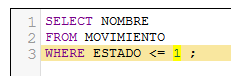 1 SELECT NOMBRE
2 FROM MOVIMIENTO
3 WHERE ESTADO <= 1 ;